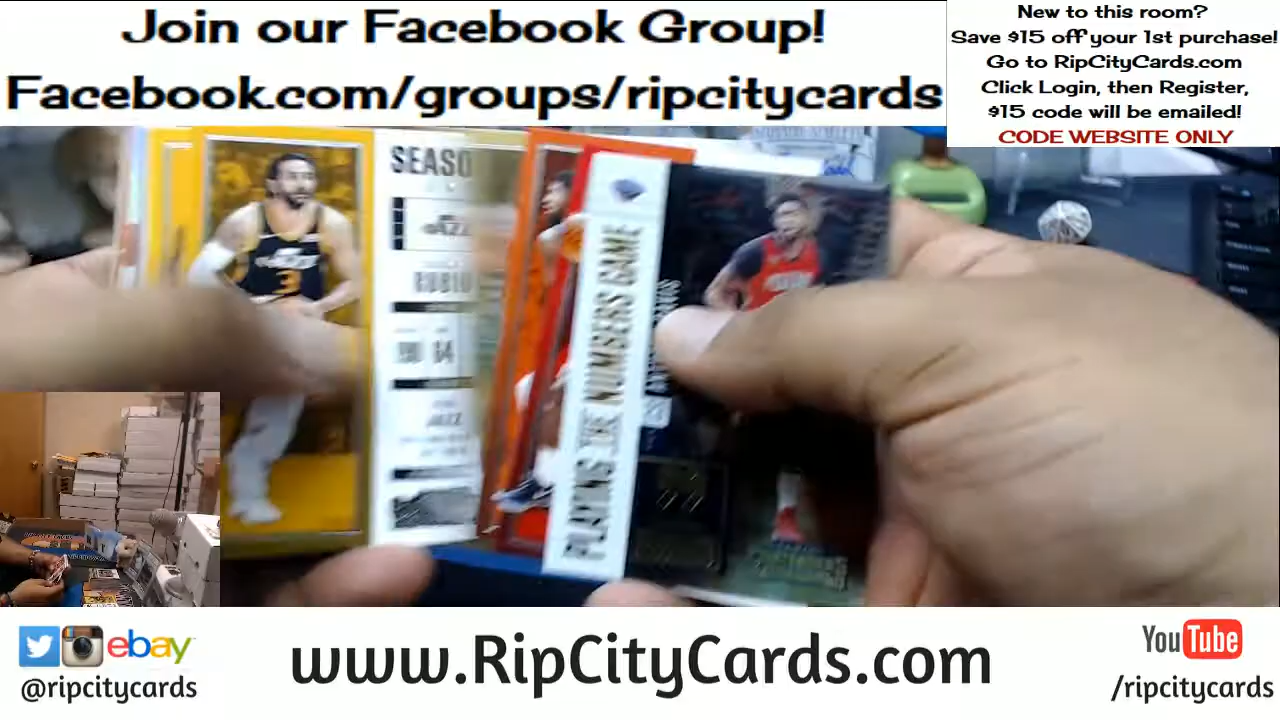 Join our Facebook Group!
Facebook.com/groups/ripcitycards
New to this room?
Save $15 off your 1st purchase!
Go to RipCityCards.com
Click Login, then Register,
$15 code will be emailed!
CODE WEBSITE ONLY
SEASO
RUBIO
3
PLAYING THE NUMBERS GAME
ebay
@ripcitycards
www.RipCityCards.com
YouTube
/ripcitycards